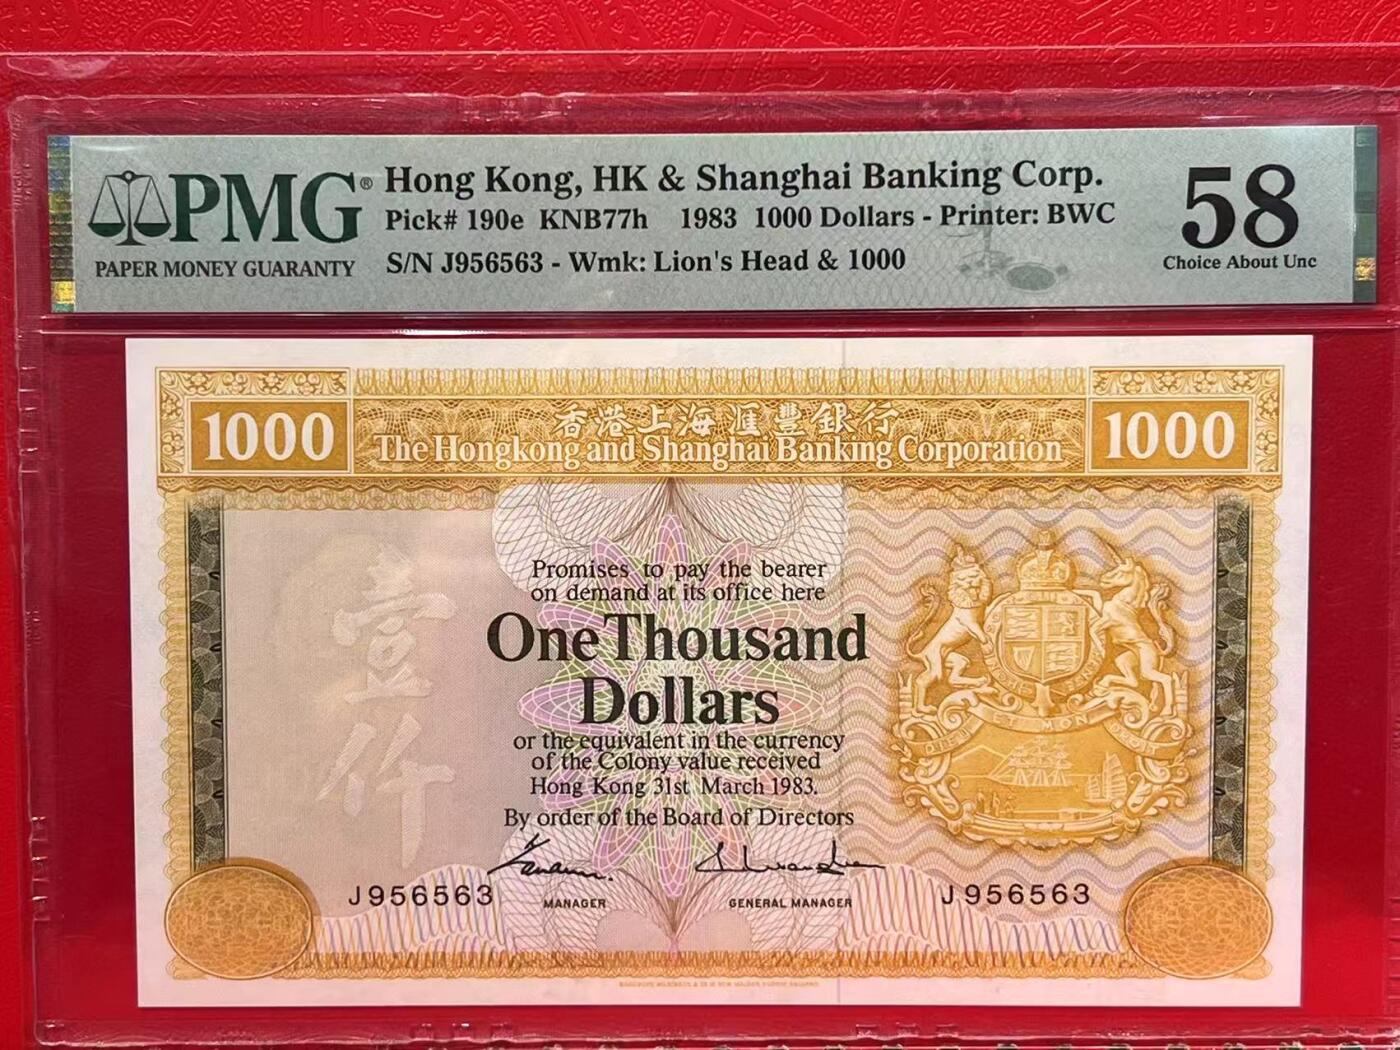 PMG®
PAPER MONEY GUARANTY
Hong Kong, HK & Shanghai Banking Corp.
Pick# 190e KNB77h 1983 1000 Dollars - Printer: BWC
S/N J956563 - Wmk: Lion's Head & 1000
58
Choice About Unc
1000
香港上海滙豐銀行
The Hongkong and Shanghai Banking Corporation
1000
壹仟
Promises to pay the bearer
on demand at its office here
One Thousand
Dollars
or the equivalent in the currency
of the Colony value received
Hong Kong 31st March 1983.
By order of the Board of Directors
J956563
MANAGER
GENERAL MANAGER
J956563